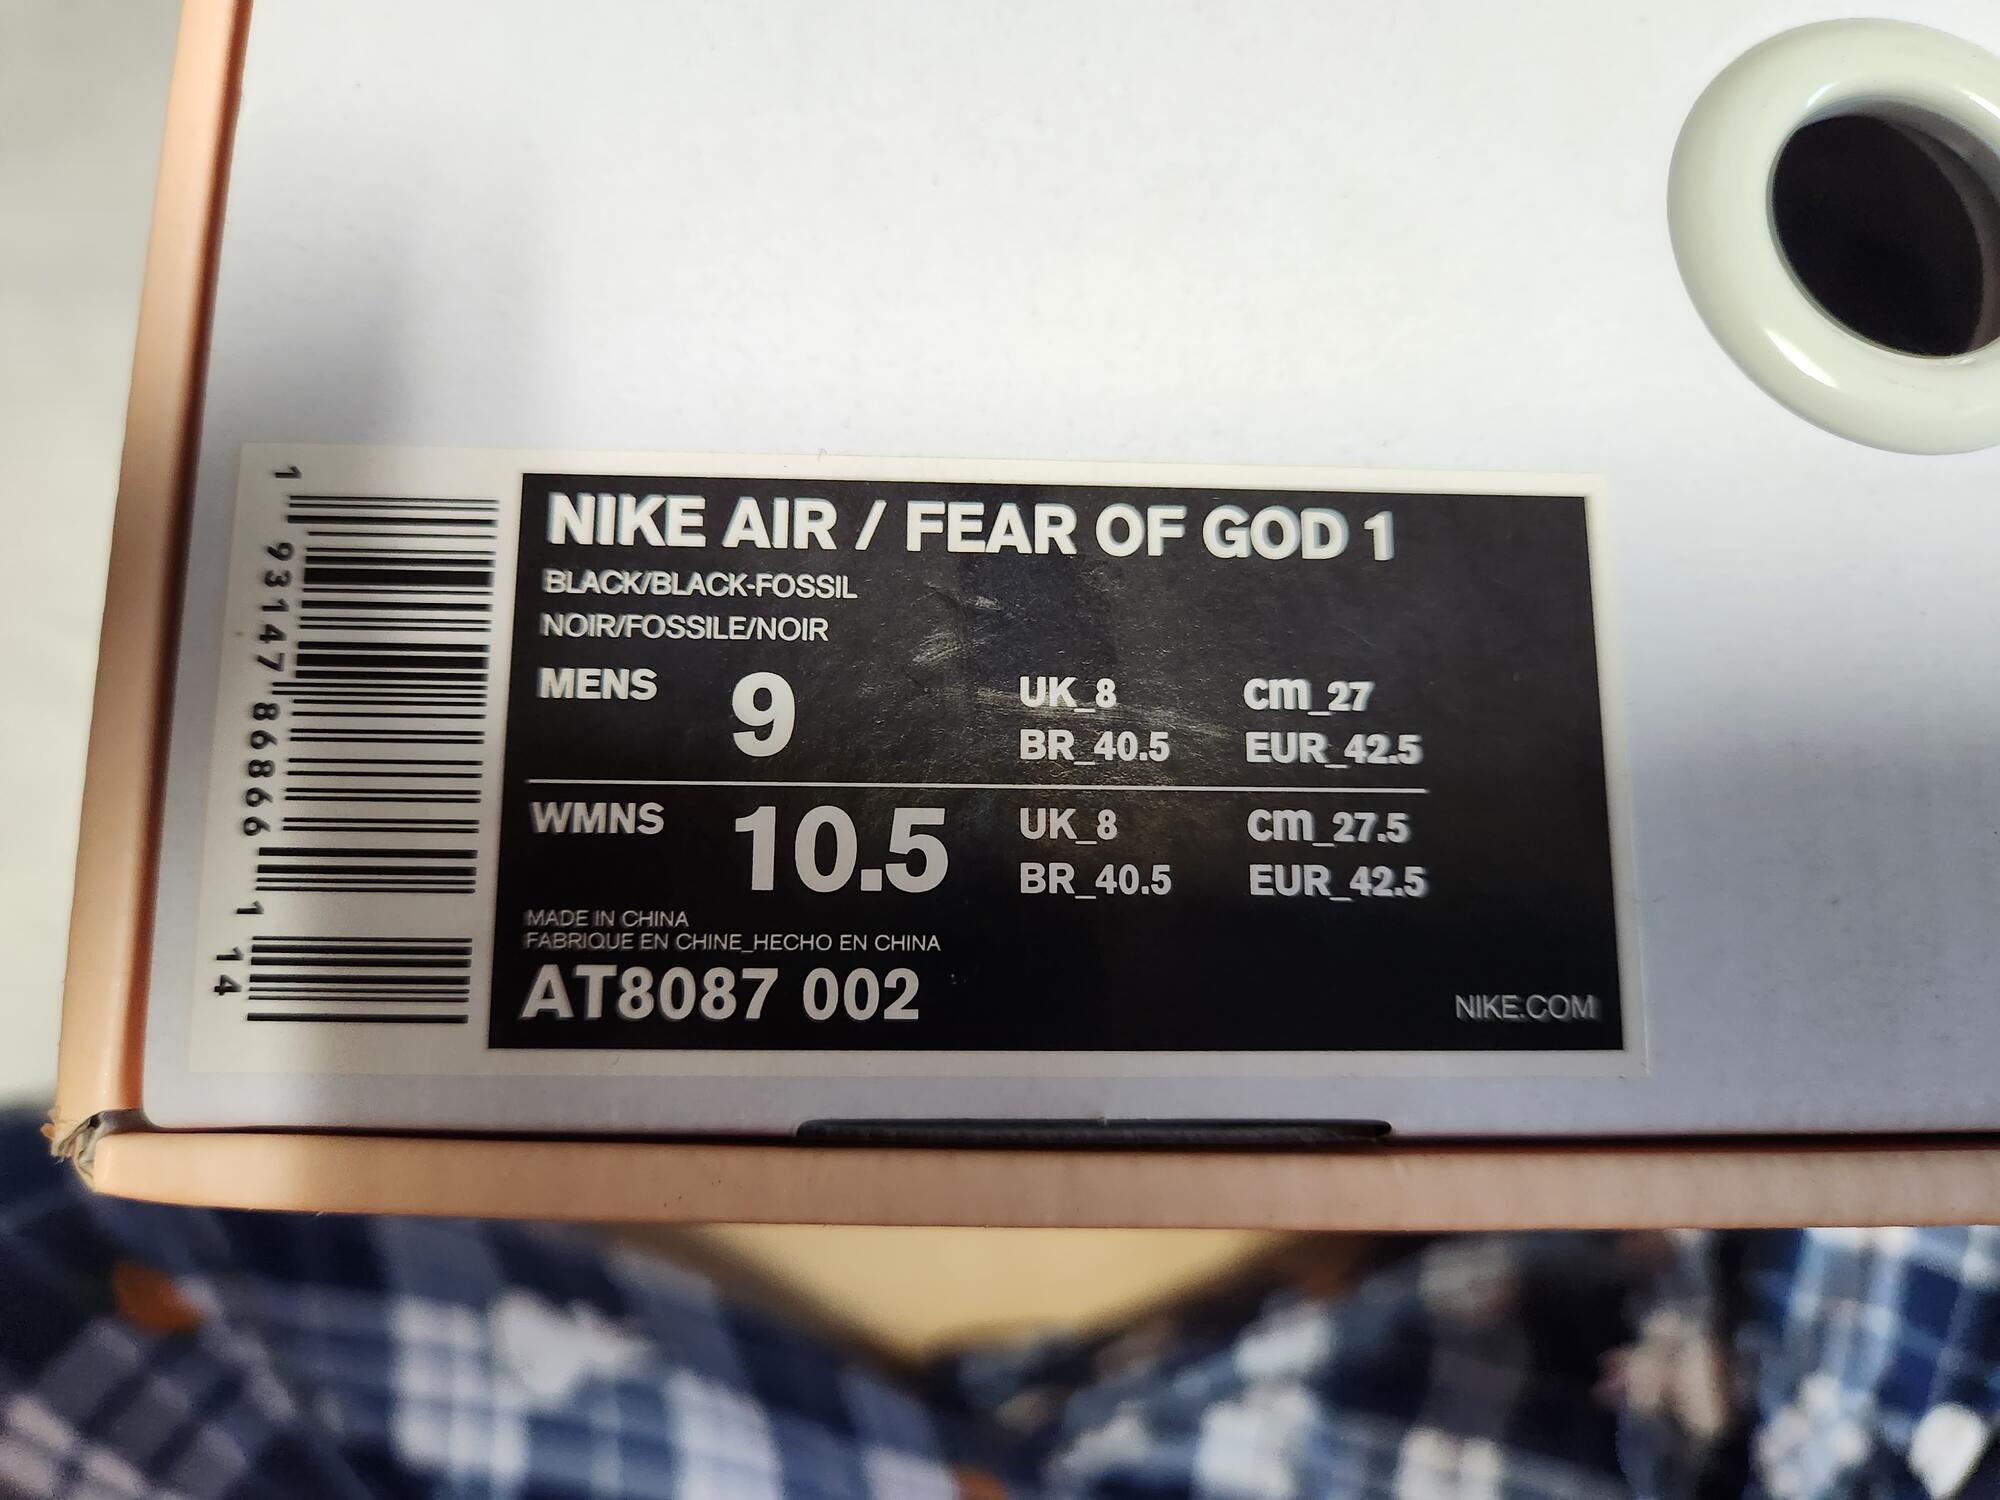 NIKE AIR / FEAR OF GOD 1
BLACK/BLACK-FOSSIL
NOIR/FOSSILE/NOIR
MENS 9 UK_8 cm_27
BR_40.5 EUR_42.5
WMNS 10.5 UK_8 cm_27.5
BR_40.5 EUR_42.5
MADE IN CHINA
FABRIQUE EN CHINE_HECHO EN CHINA
AT8087 002
NIKE.COM
1 93147 86866 1 14